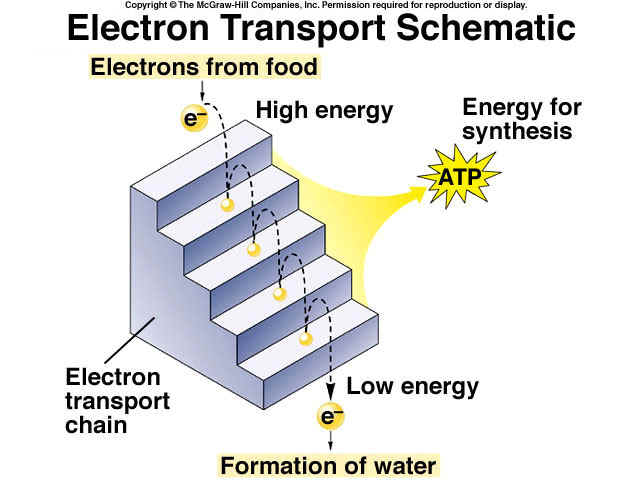 Copyright © The McGraw-Hill Companies, Inc. Permission required for reproduction or display.
Electron Transport Schematic
Electrons from food
e–
High energy
Energy for
synthesis
ATP
Electron
transport
chain
Low energy
e–
Formation of water